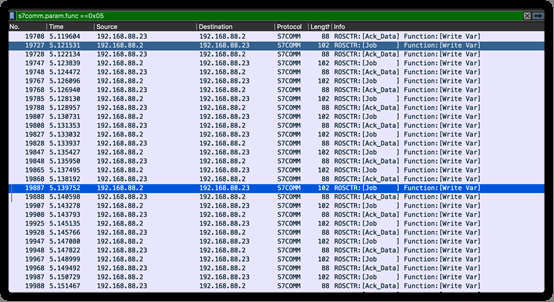 s7comm.param.func ==0x05
No. Time Source Destination Protocol Length Info
19708 5.119604 192.168.88.23 192.168.88.2 S7COMM 88 ROSCTR:[Ack_Data] Function:[Write Var]
19727 5.121531 192.168.88.2 192.168.88.23 S7COMM 102 ROSCTR:[Job ] Function:[Write Var]
19728 5.122134 192.168.88.23 192.168.88.2 S7COMM 88 ROSCTR:[Ack_Data] Function:[Write Var]
19747 5.123839 192.168.88.2 192.168.88.23 S7COMM 102 ROSCTR:[Job ] Function:[Write Var]
19748 5.124472 192.168.88.23 192.168.88.2 S7COMM 88 ROSCTR:[Ack_Data] Function:[Write Var]
19767 5.126096 192.168.88.2 192.168.88.23 S7COMM 102 ROSCTR:[Job ] Function:[Write Var]
19768 5.126940 192.168.88.23 192.168.88.2 S7COMM 88 ROSCTR:[Ack_Data] Function:[Write Var]
19785 5.128130 192.168.88.2 192.168.88.23 S7COMM 102 ROSCTR:[Job ] Function:[Write Var]
19788 5.128957 192.168.88.23 192.168.88.2 S7COMM 88 ROSCTR:[Ack_Data] Function:[Write Var]
19807 5.130731 192.168.88.2 192.168.88.23 S7COMM 102 ROSCTR:[Job ] Function:[Write Var]
19808 5.131353 192.168.88.23 192.168.88.2 S7COMM 88 ROSCTR:[Ack_Data] Function:[Write Var]
19827 5.133032 192.168.88.2 192.168.88.23 S7COMM 102 ROSCTR:[Job ] Function:[Write Var]
19828 5.133937 192.168.88.23 192.168.88.2 S7COMM 88 ROSCTR:[Ack_Data] Function:[Write Var]
19847 5.135427 192.168.88.2 192.168.88.23 S7COMM 102 ROSCTR:[Job ] Function:[Write Var]
19848 5.135950 192.168.88.23 192.168.88.2 S7COMM 88 ROSCTR:[Ack_Data] Function:[Write Var]
19865 5.137495 192.168.88.2 192.168.88.23 S7COMM 102 ROSCTR:[Job ] Function:[Write Var]
19868 5.138192 192.168.88.23 192.168.88.2 S7COMM 88 ROSCTR:[Ack_Data] Function:[Write Var]
19887 5.139752 192.168.88.2 192.168.88.23 S7COMM 102 ROSCTR:[Job ] Function:[Write Var]
19888 5.140598 192.168.88.23 192.168.88.2 S7COMM 88 ROSCTR:[Ack_Data] Function:[Write Var]
19907 5.143278 192.168.88.2 192.168.88.23 S7COMM 102 ROSCTR:[Job ] Function:[Write Var]
19908 5.143793 192.168.88.23 192.168.88.2 S7COMM 88 ROSCTR:[Ack_Data] Function:[Write Var]
19925 5.145135 192.168.88.2 192.168.88.23 S7COMM 102 ROSCTR:[Job ] Function:[Write Var]
19928 5.145766 192.168.88.23 192.168.88.2 S7COMM 88 ROSCTR:[Ack_Data] Function:[Write Var]
19947 5.147080 192.168.88.2 192.168.88.23 S7COMM 102 ROSCTR:[Job ] Function:[Write Var]
19948 5.147822 192.168.88.23 192.168.88.2 S7COMM 88 ROSCTR:[Ack_Data] Function:[Write Var]
19967 5.148999 192.168.88.2 192.168.88.23 S7COMM 102 ROSCTR:[Job ] Function:[Write Var]
19968 5.149492 192.168.88.23 192.168.88.2 S7COMM 88 ROSCTR:[Ack_Data] Function:[Write Var]
19987 5.150729 192.168.88.2 192.168.88.23 S7COMM 102 ROSCTR:[Job ] Function:[Write Var]
19988 5.151467 192.168.88.23 192.168.88.2 S7COMM 88 ROSCTR:[Ack_Data] Function:[Write Var]